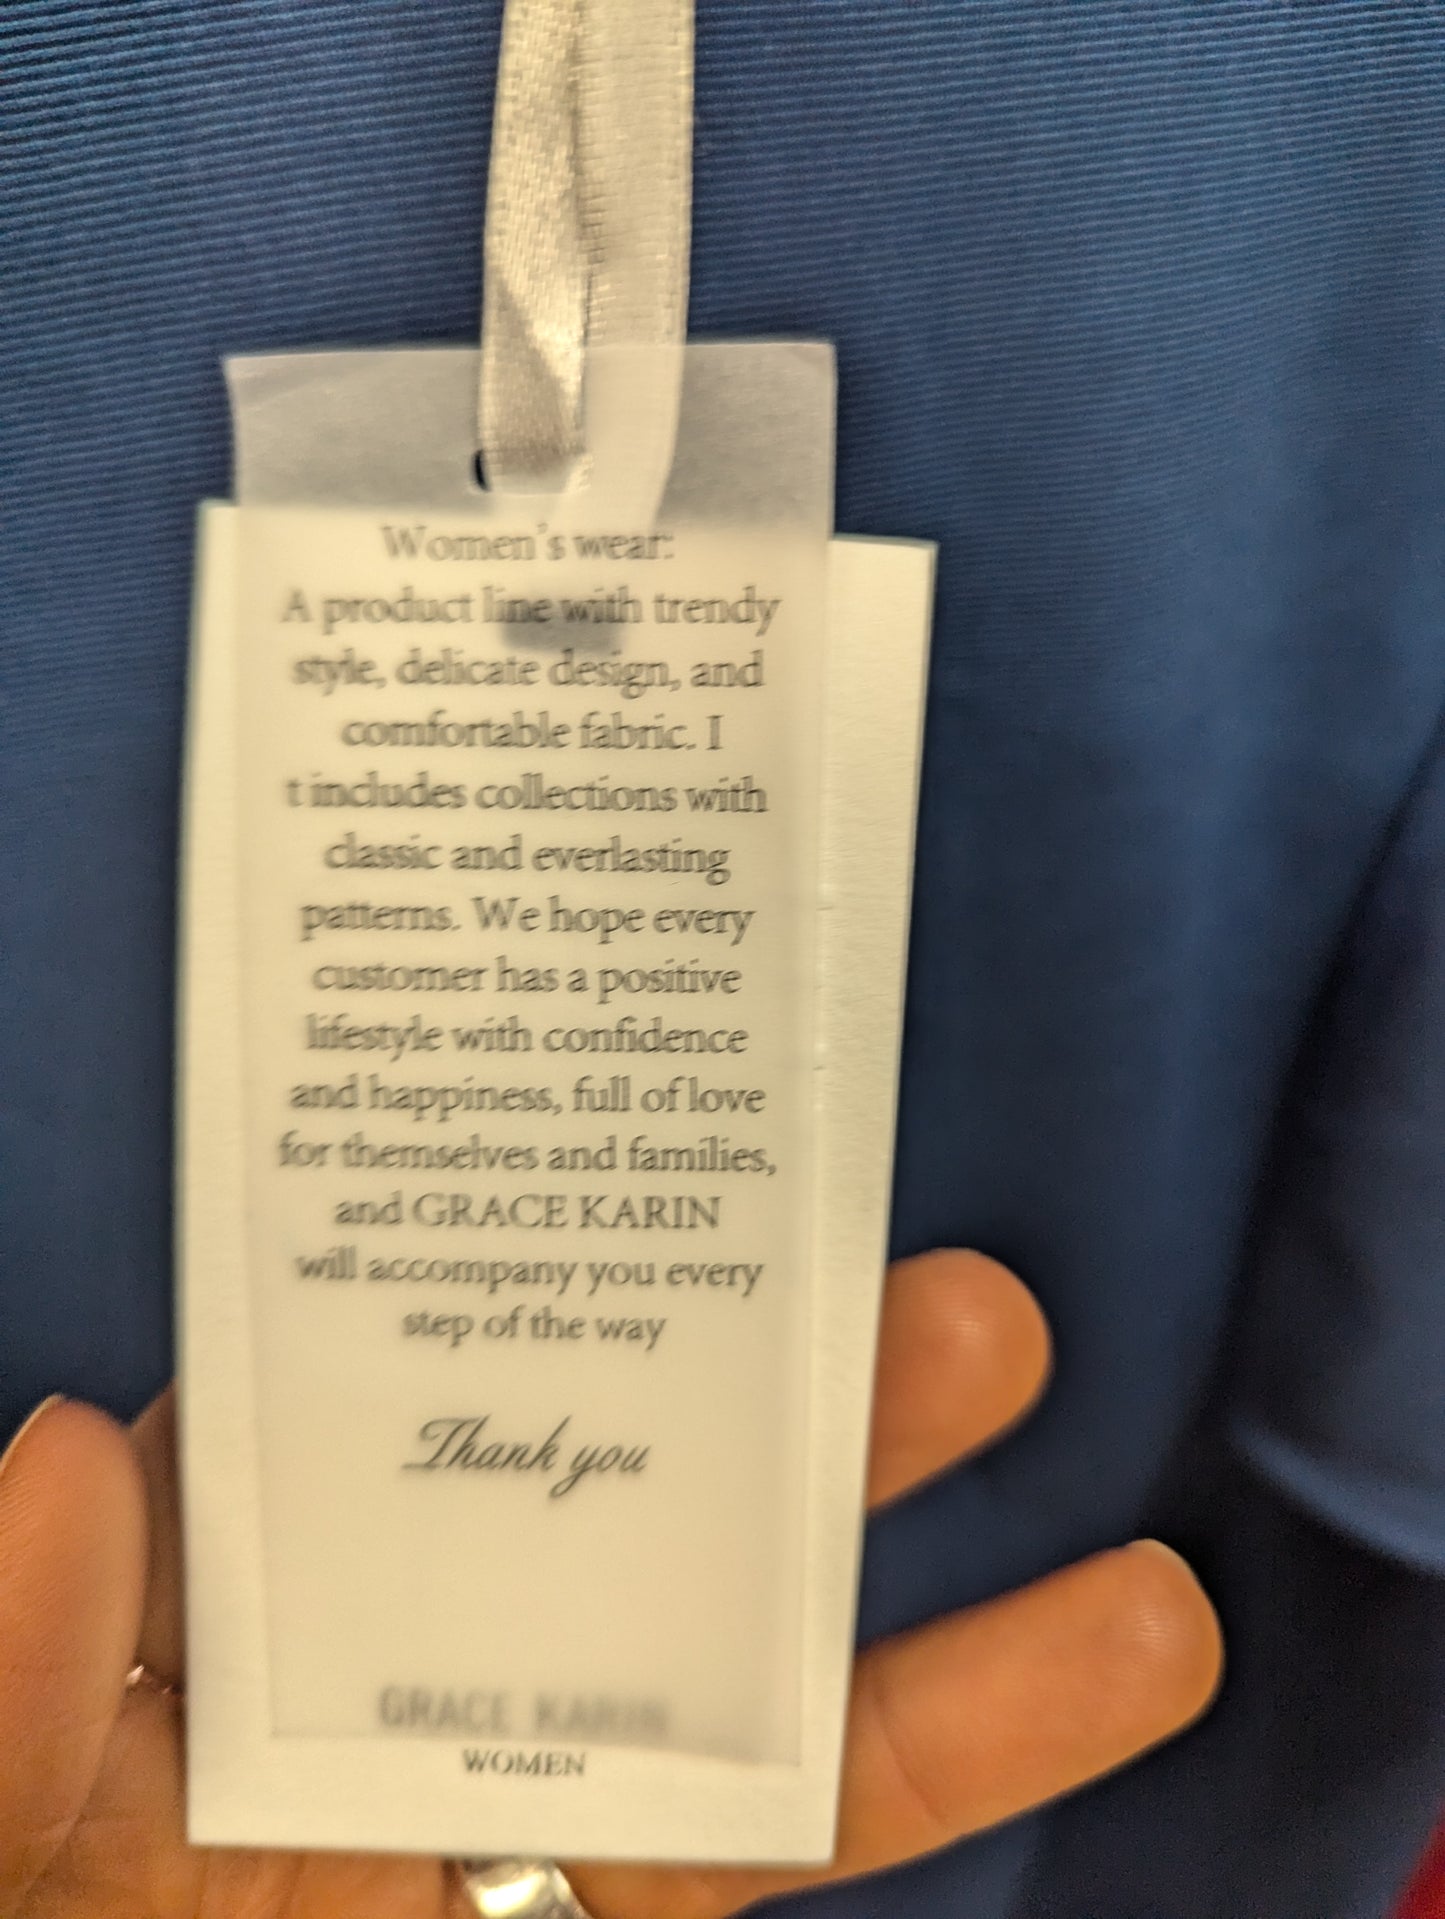 Women's wear:
A product line with trendy
style, delicate design, and
comfortable fabric. I
t includes collections with
classic and everlasting
patterns. We hope every
customer has a positive
lifestyle with confidence
and happiness, full of love
for themselves and families,
and GRACE KARIN
will accompany you every
step of the way
Thank you
GRACE KARIN
WOMEN